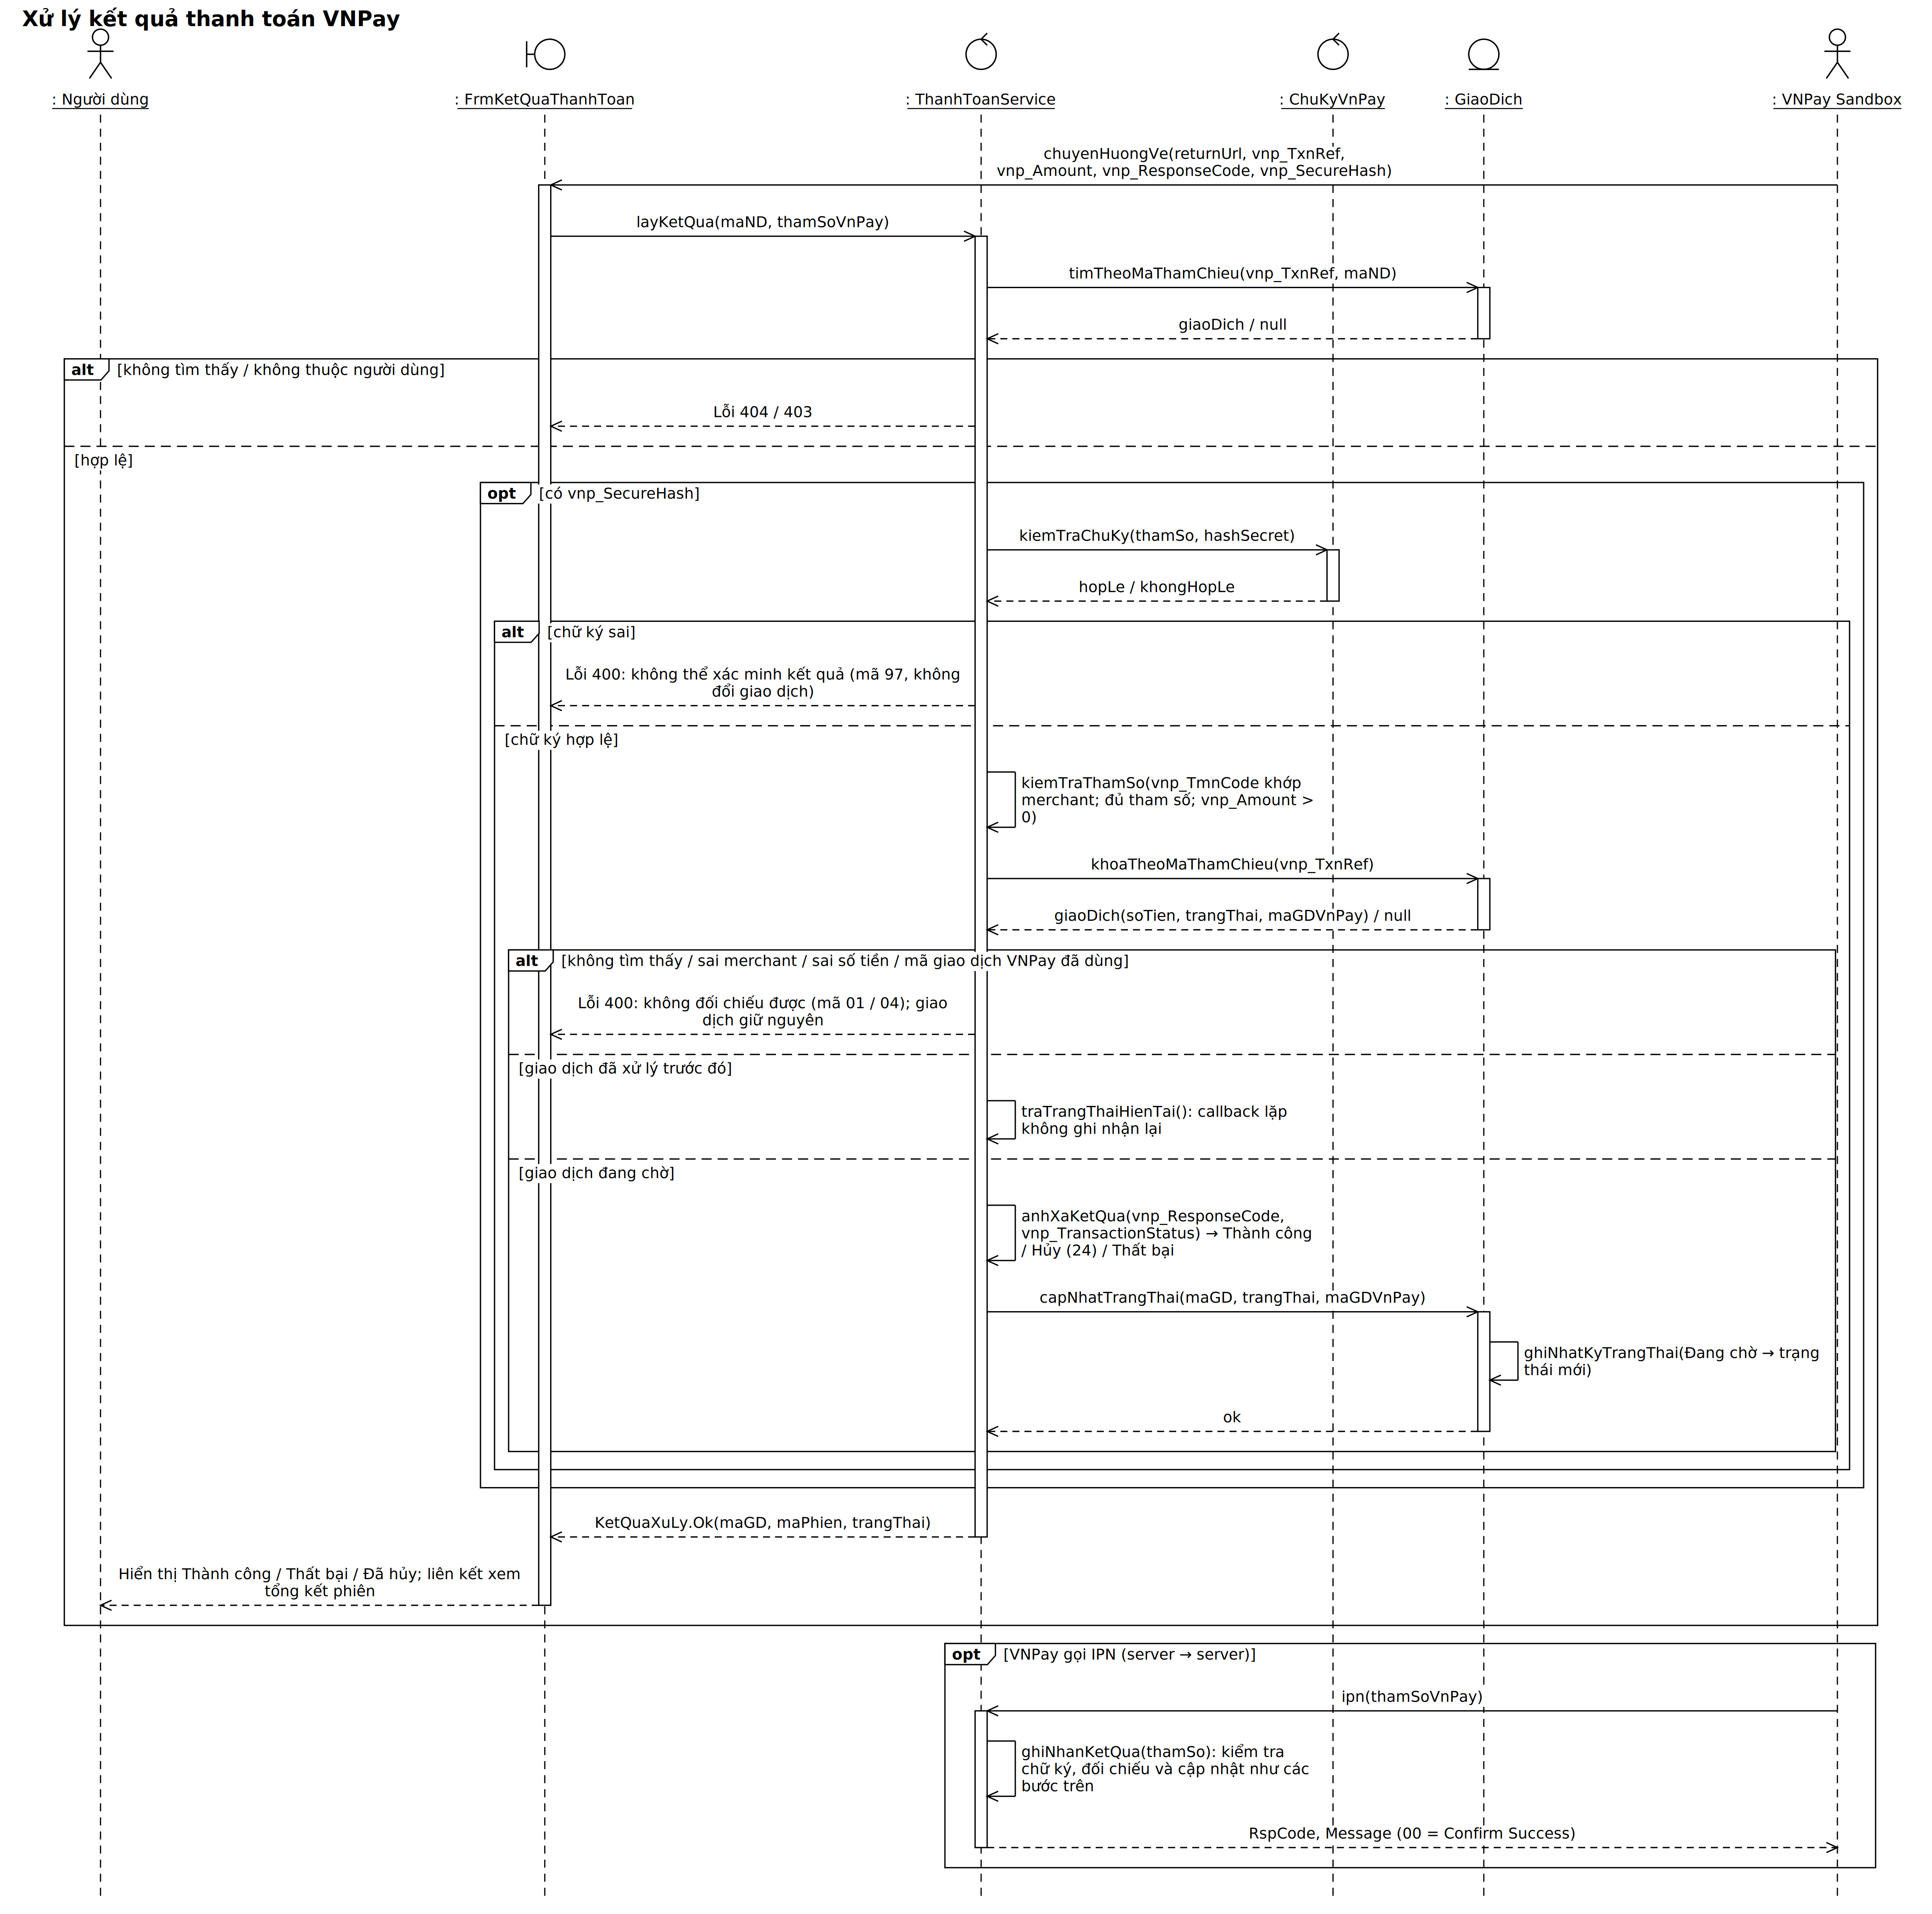 Xử lý kết quả thanh toán VNPay
: Người dùng
: FrmKetQuaThanhToan
: ThanhToanService
: ChuKyVnPay
: GiaoDich
: VNPay Sandbox
chuyenHuongVe(returnUrl, vnp_TxnRef,
vnp_Amount, vnp_ResponseCode, vnp_SecureHash)
layKetQua(maND, thamSoVnPay)
timTheoMaThamChieu(vnp_TxnRef, maND)
giaoDich / null
alt [không tìm thấy / không thuộc người dùng]
Lỗi 404 / 403
[hợp lệ]
opt [có vnp_SecureHash]
kiemTraChuKy(thamSo, hashSecret)
hopLe / khongHopLe
alt [chữ ký sai]
Lỗi 400: không thể xác minh kết quả (mã 97, không
đổi giao dịch)
[chữ ký hợp lệ]
kiemTraThamSo(vnp_TmnCode khớp
merchant; đủ tham số; vnp_Amount >
0)
khoaTheoMaThamChieu(vnp_TxnRef)
giaoDich(soTien, trangThai, maGDVnPay) / null
alt [không tìm thấy / sai merchant / sai số tiền / mã giao dịch VNPay đã dùng]
Lỗi 400: không đối chiếu được (mã 01 / 04); giao
dịch giữ nguyên
[giao dịch đã xử lý trước đó]
traTrangThaiHienTai(): callback lặp
không ghi nhận lại
[giao dịch đang chờ]
anhXaKetQua(vnp_ResponseCode,
vnp_TransactionStatus) → Thành công
/ Hủy (24) / Thất bại
capNhatTrangThai(maGD, trangThai, maGDVnPay)
ghiNhatKyTrangThai(Đang chờ → trạng
thái mới)
ok
KetQuaXuLy.Ok(maGD, maPhien, trangThai)
Hiển thị Thành công / Thất bại / Đã hủy; liên kết xem
tổng kết phiên
opt [VNPay gọi IPN (server → server)]
ipn(thamSoVnPay)
ghiNhanKetQua(thamSo): kiểm tra
chữ ký, đối chiếu và cập nhật như các
bước trên
RspCode, Message (00 = Confirm Success)